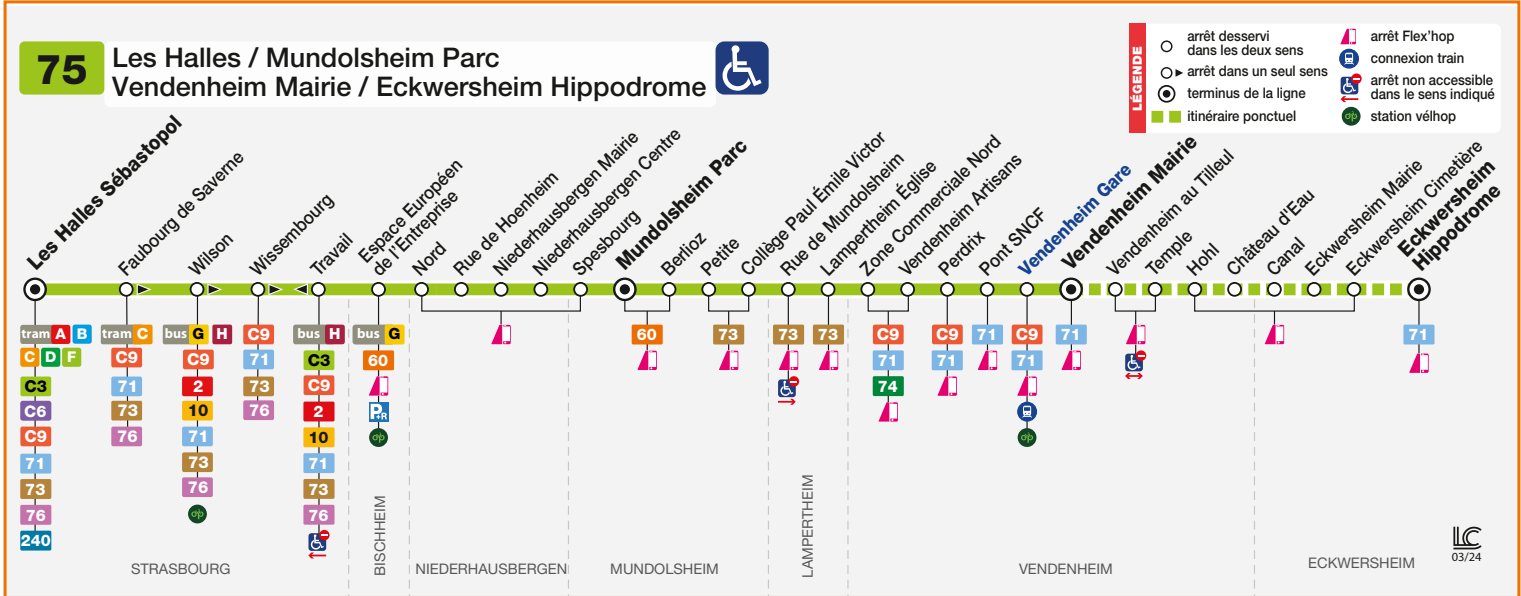 75
Les Halles / Mundolsheim Parc
Vendenheim Mairie / Eckwersheim Hippodrome
LÉGENDE
arrêt desservi
dans les deux sens
arrêt dans un seul sens
terminus de la ligne
itinéraire ponctuel
arrêt Flex'hop
connexion train
arrêt non accessible
dans le sens indiqué
station vélhop
Les Halles Sébastopol
Faubourg de Saverne
Wilson
Wissembourg
Travail
Espace Européen
de l'Entreprise
Nord
Rue de Hoenheim
Niederhausbergen Mairie
Niederhausbergen Centre
Spesbourg
Mundolsheim Parc
Berlioz
Petite
Collège Paul Émile Victor
Rue de Mundolsheim
Lampertheim Église
Zone Commerciale Nord
Vendenheim Artisans
Perdrix
Pont SNCF
Vendenheim Gare
Vendenheim Mairie
Vendenheim au Tilleul
Temple
Hohl
Château d'Eau
Canal
Eckwersheim Mairie
Eckwersheim Cimetière
Eckwersheim
Hippodrome
tram A B
C D F
C3
C6
C9
71
73
76
240
tram C
C9
71
73
76
bus G H
C9
2
10
71
73
76
C9
71
73
76
bus H
C3
C9
2
10
71
73
76
bus G
60
P+R
60
73
73
73
C9
71
74
C9
71
71
C9
71
71
71
STRASBOURG
BISCHHEIM
NIEDERHAUSBERGEN
MUNDOLSHEIM
LAMPERTHEIM
VENDENHEIM
ECKWERSHEIM
LC
03/24